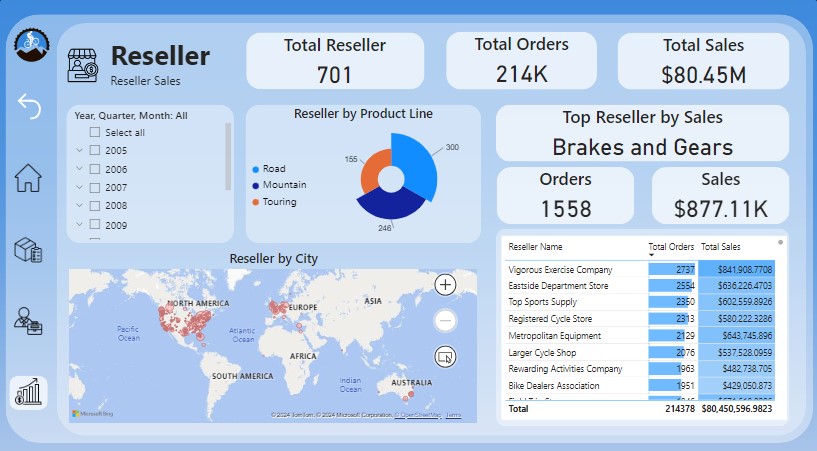 Reseller
Reseller Sales
Total Reseller
701
Total Orders
214K
Total Sales
$80.45M
Year, Quarter, Month: All
Select all
2005
2006
2007
2008
2009
Reseller by Product Line
Road
Mountain
Touring
300
155
246
Top Reseller by Sales
Brakes and Gears
Orders
1558
Sales
$877.11K
Reseller by City
NORTH AMERICA
EUROPE
ASIA
Pacific
Ocean
Atlantic
Ocean
AFRICA
SOUTH AMERICA
Indian
Ocean
AUSTRALIA
Microsoft Bing
© 2024 TomTom, © 2024 Microsoft Corporation, © OpenStreetMap Terms
Reseller Name Total Orders Total Sales
Vigorous Exercise Company 2737 $841,908.7708
Eastside Department Store 2554 $636,226.4703
Top Sports Supply 2350 $602,559.8926
Registered Cycle Store 2313 $580,222.3286
Metropolitan Equipment 2129 $643,745.896
Larger Cycle Shop 2076 $537,528.0959
Rewarding Activities Company 1963 $482,738.705
Bike Dealers Association 1951 $429,050.873
Total 214378 $80,450,596.9823